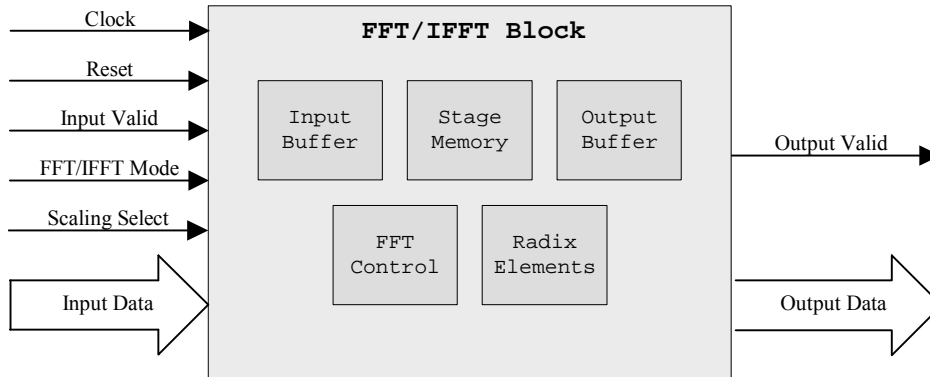 Clock
Reset
Input Valid
FFT/IFFT Mode
Scaling Select
Input Data
FFT/IFFT Block
Input
Buffer
Stage
Memory
Output
Buffer
FFT
Control
Radix
Elements
Output Valid
Output Data